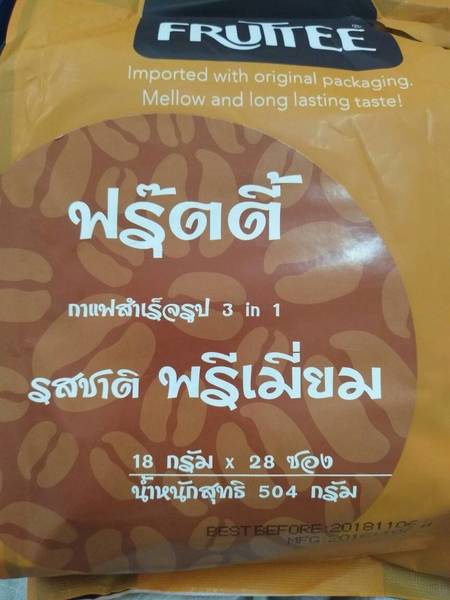 FRUTTEE
Imported with original packaging.
Mellow and long lasting taste!
ฟรุ๊ตตี้
กาแฟสำเร็จรูป 3 in 1
รสชาติ พรีเมี่ยม
18 กรัม x 28 ซอง
น้ำหนักสุทธิ 504 กรัม
BEST BEFORE:20181106
MFG: